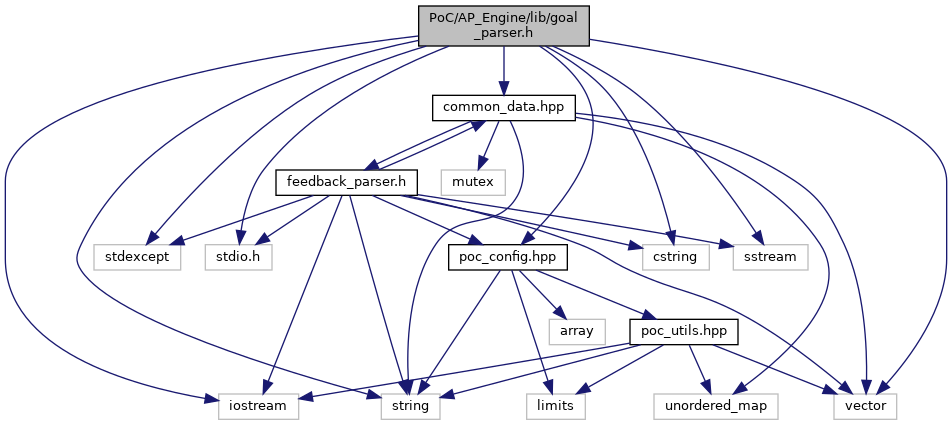 PoC/AP_Engine/lib/goal
_parser.h
common_data.hpp
feedback_parser.h
mutex
stdexcept
stdio.h
poc_config.hpp
cstring
sstream
array
poc_utils.hpp
iostream
string
limits
unordered_map
vector